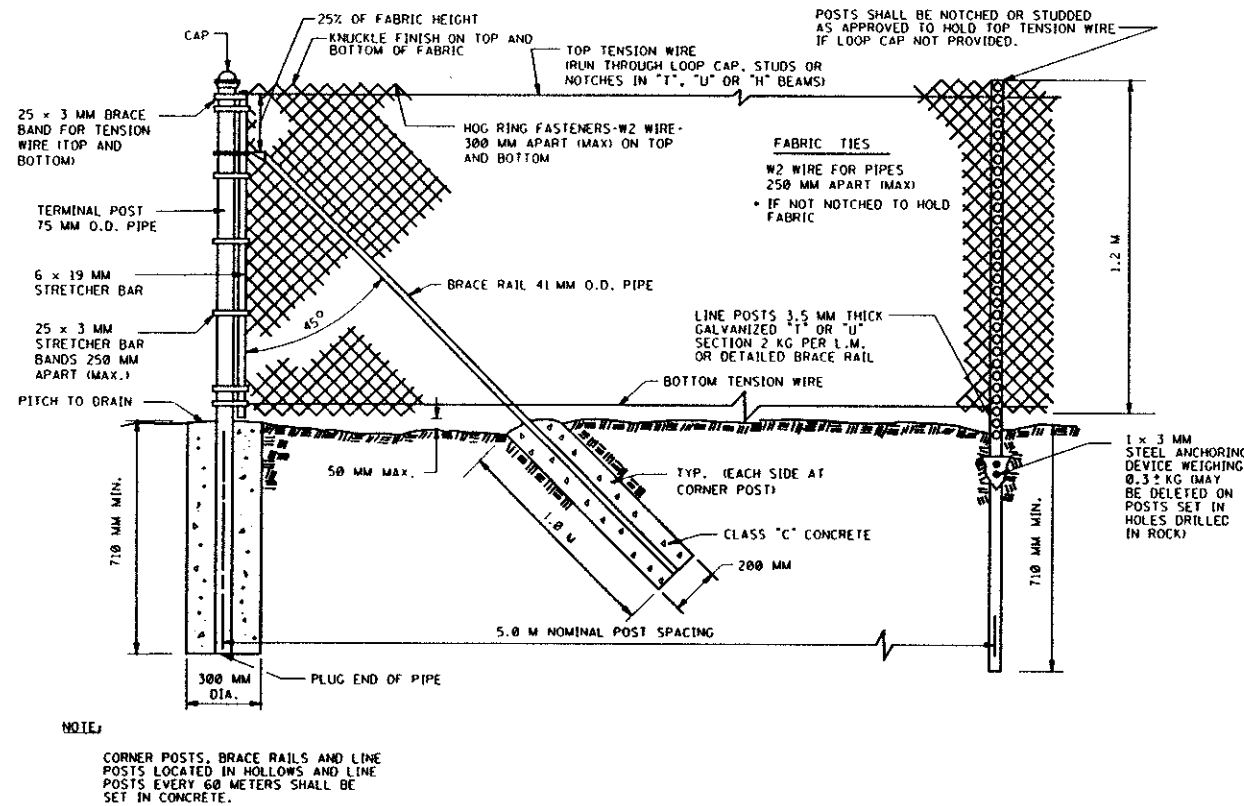 25% OF FABRIC HEIGHT
KNUCKLE FINISH ON TOP AND
BOTTOM OF FABRIC
CAP
TOP TENSION WIRE
(RUN THROUGH LOOP CAP, STUDS OR
NOTCHES IN "T", "U" OR "H" BEAMS)
POSTS SHALL BE NOTCHED OR STUDDED
AS APPROVED TO HOLD TOP TENSION WIRE
IF LOOP CAP NOT PROVIDED.
25 x 3 MM BRACE
BAND FOR TENSION
WIRE (TOP AND
BOTTOM)
HOG RING FASTENERS-W2 WIRE-
300 MM APART (MAX) ON TOP
AND BOTTOM
FABRIC TIES
W2 WIRE FOR PIPES
250 MM APART (MAX)
* IF NOT NOTCHED TO HOLD
FABRIC
TERMINAL POST
75 MM O.D. PIPE
1.2 M
6 x 19 MM
STRETCHER BAR
BRACE RAIL 41 MM O.D. PIPE
45°
25 x 3 MM
STRETCHER BAR
BANDS 250 MM
APART (MAX.)
LINE POSTS 3.5 MM THICK
GALVANIZED "T" OR "U"
SECTION 2 KG PER L.M.
OR DETAILED BRACE RAIL
BOTTOM TENSION WIRE
PITCH TO DRAIN
50 MM MAX.
TYP. (EACH SIDE AT
CORNER POST)
1 x 3 MM
STEEL ANCHORING
DEVICE WEIGHING
0.3± KG (MAY
BE DELETED ON
POSTS SET IN
HOLES DRILLED
IN ROCK)
710 MM MIN.
1.0 M
CLASS "C" CONCRETE
200 MM
710 MM MIN.
5.0 M NOMINAL POST SPACING
300 MM
DIA.
PLUG END OF PIPE
NOTE:
CORNER POSTS, BRACE RAILS AND LINE
POSTS LOCATED IN HOLLOWS AND LINE
POSTS EVERY 60 METERS SHALL BE
SET IN CONCRETE.